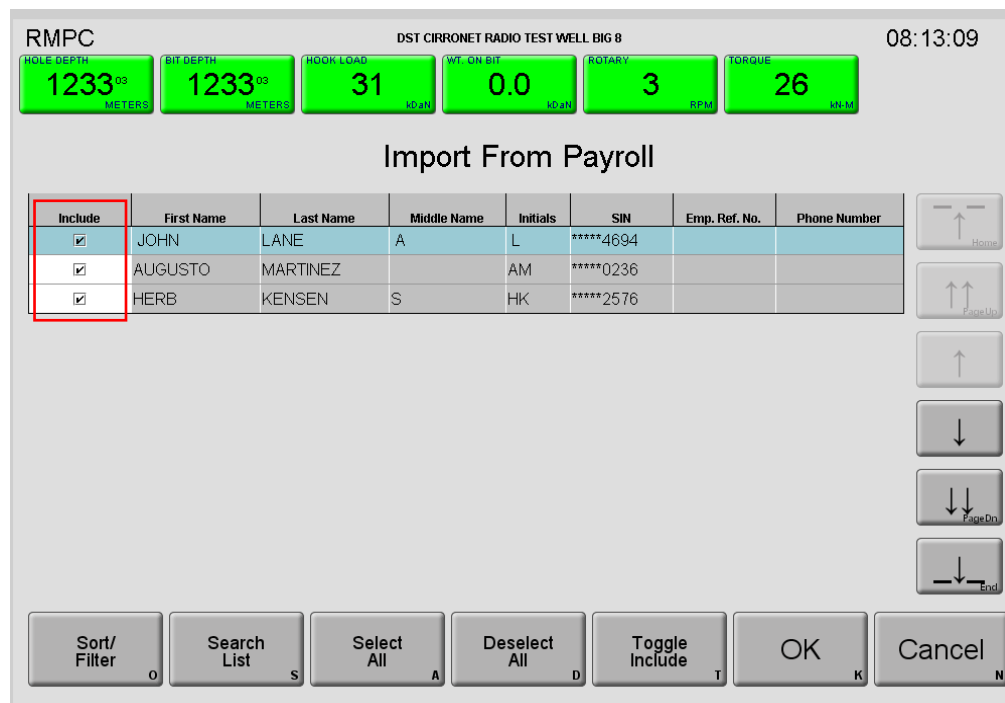 RMPC DST CIRRONET RADIO TEST WELL BIG 8 08:13:09
HOLE DEPTH BIT DEPTH HOOK LOAD WT. ON BIT ROTARY TORQUE
1233 03 1233 03 31 0.0 3 26
METERS METERS kDaN kDaN RPM kN-M
Import From Payroll
Include First Name Last Name Middle Name Initials SIN Emp. Ref. No. Phone Number
JOHN LANE A L *****4694
AUGUSTO MARTINEZ AM *****0236
HERB KENSEN S HK *****2576
Home
PageUp
PageDn
End
Sort/ Search Select Deselect Toggle OK Cancel
Filter List All All Include
O S A D T K N